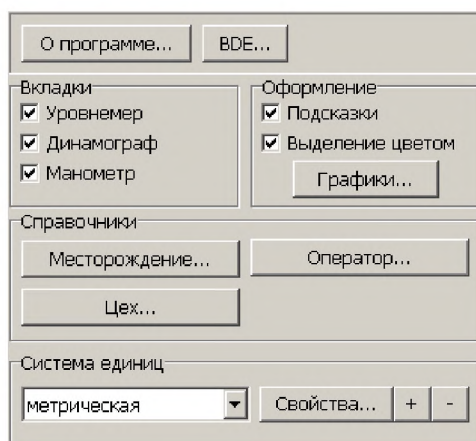 О программе... BDE...
Вкладки
Уровнемер
Динамограф
Манометр
Оформление
Подсказки
Выделение цветом
Графики...
Справочники
Месторождение... Оператор...
Цех...
Система единиц
метрическая Свойства... + -